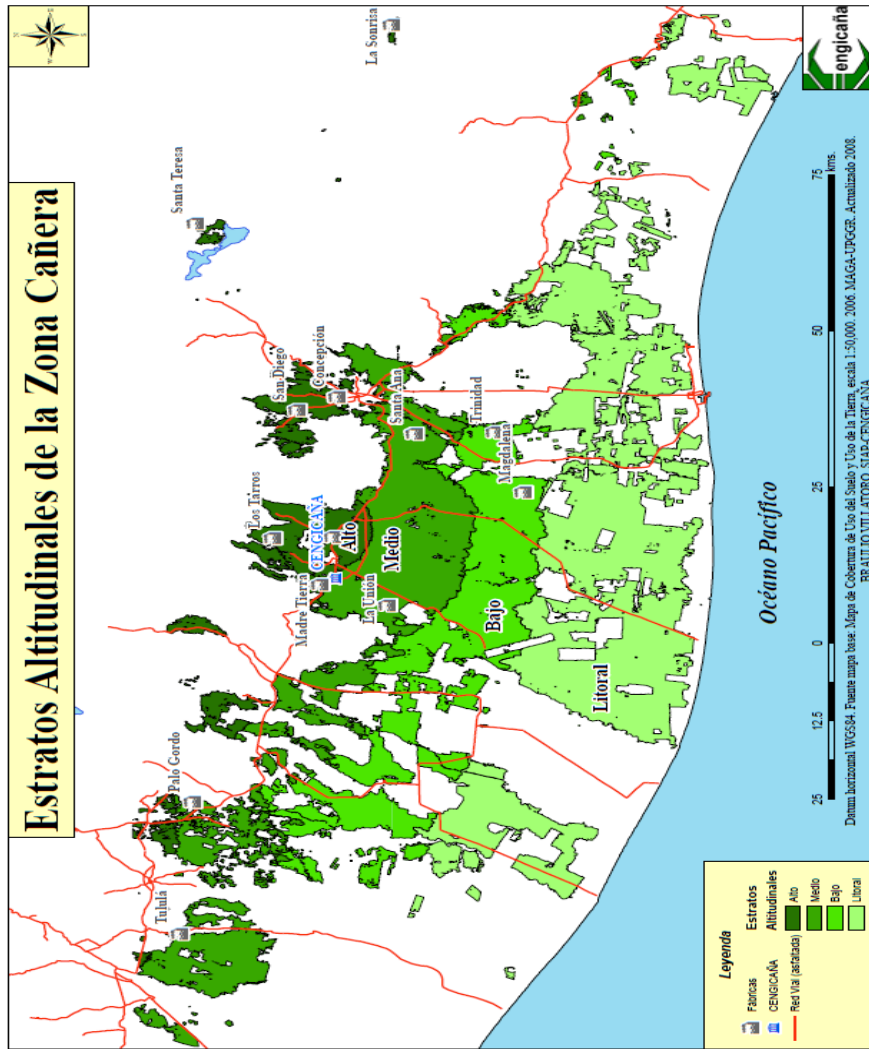 Estratos Altitudinales de la Zona Cañera
N
Santa Teresa
La Sonrisa
Tululá
Palo Gordo
Los Tarros
San Diego
Concepción
Madre Tierra
CENGICAÑA
Alto
Santa Ana
La Unión
Medio
Trinidad
Magdalena
Bajo
Litoral
Océano Pacífico
Leyenda
Fábricas
CENGICAÑA
Red Vial (asfaltada)
Estratos
Altitudinales
Alto
Medio
Bajo
Litoral
25 12.5 0 25 50 75
kms.
Datum horizontal WGS84. Fuente mapa base: Mapa de Cobertura de Uso del Suelo y Uso de la Tierra, escala 1:50,000. 2006. MAGA-UPGGR. Actualizado 2008.
BRAULIO VILLATORO. SIAP-CENGICAÑA
engicaña